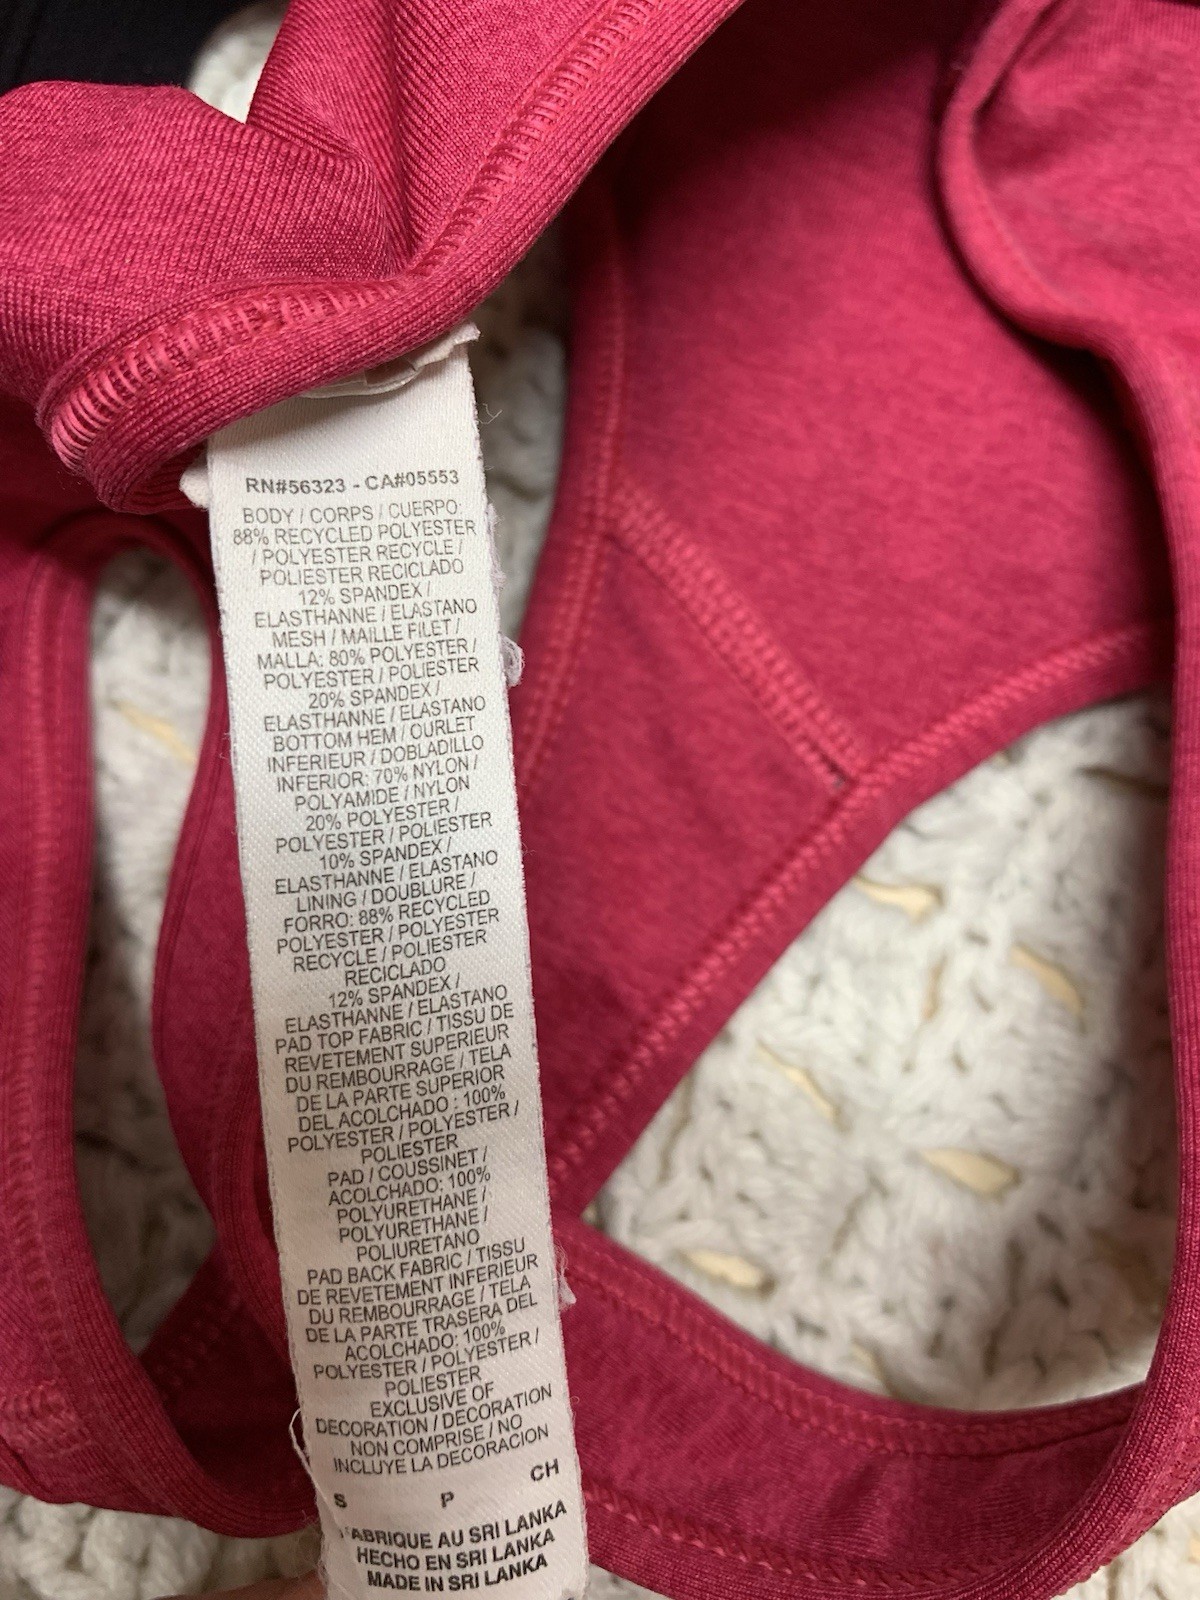 RN#56323 - CA#05553
BODY / CORPS / CUERPO:
88% RECYCLED POLYESTER
/ POLYESTER RECYCLE /
POLIESTER RECICLADO
12% SPANDEX /
ELASTHANNE / ELASTANO
MESH / MAILLE FILET /
MALLA: 80% POLYESTER /
POLYESTER / POLIESTER
20% SPANDEX /
ELASTHANNE / ELASTANO
BOTTOM HEM / OURLET
INFERIEUR / DOBLADILLO
INFERIOR: 70% NYLON /
POLYAMIDE / NYLON
20% POLYESTER /
POLYESTER / POLIESTER
10% SPANDEX /
ELASTHANNE / ELASTANO
LINING / DOUBLURE /
FORRO: 88% RECYCLED
POLYESTER / POLYESTER
RECYCLE / POLIESTER
RECICLADO
12% SPANDEX /
ELASTHANNE / ELASTANO
PAD TOP FABRIC / TISSU DE
REVETEMENT SUPERIEUR
DU REMBOURRAGE / TELA
DE LA PARTE SUPERIOR
DEL ACOLCHADO : 100%
POLYESTER / POLYESTER /
POLIESTER
PAD / COUSSINET /
ACOLCHADO: 100%
POLYURETHANE /
POLYURETHANE /
POLIURETANO
PAD BACK FABRIC / TISSU
DE REVETEMENT INFERIEUR
DU REMBOURRAGE / TELA
DE LA PARTE TRASERA DEL
ACOLCHADO: 100%
POLYESTER / POLYESTER /
POLIESTER
EXCLUSIVE OF
DECORATION / DECORATION
NON COMPRISE / NO
INCLUYE LA DECORACION
S P CH
FABRIQUE AU SRI LANKA
HECHO EN SRI LANKA
MADE IN SRI LANKA